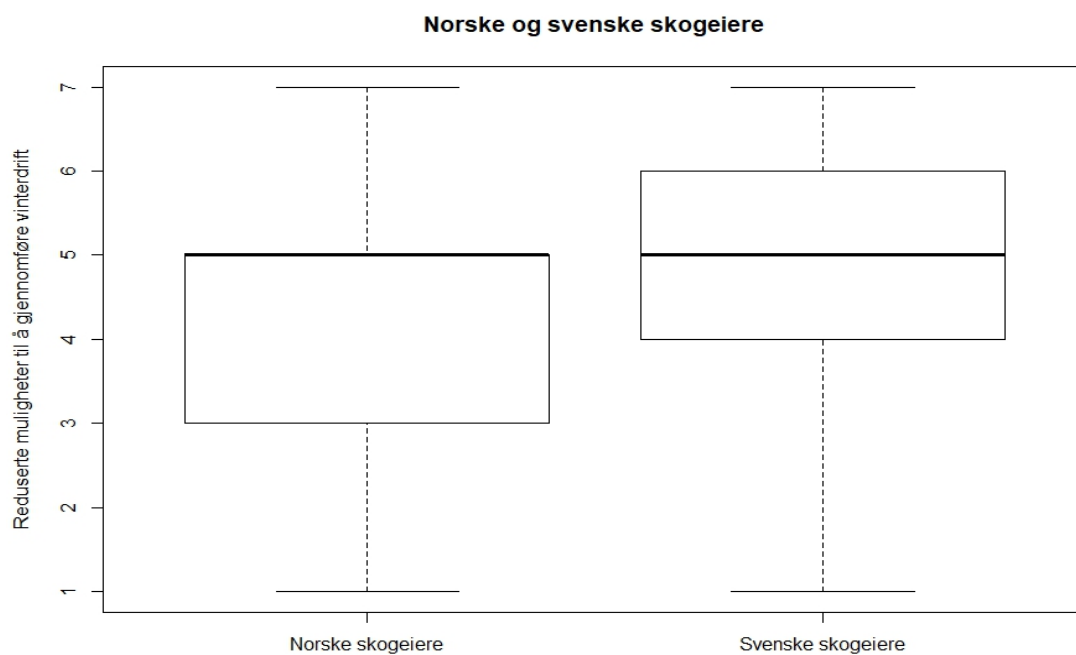 Norske og svenske skogeiere
Reduserte muligheter til å gjennomføre vinterdrift
7
6
5
4
3
2
1
Norske skogeiere
Svenske skogeiere